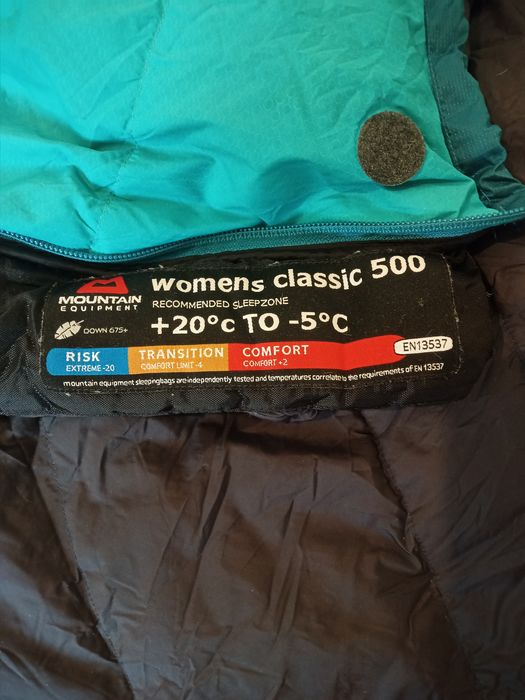 womens classic 500
MOUNTAIN
EQUIPMENT
RECOMMENDED SLEEPZONE
DOWN 675+
+20°c TO -5°C
RISK
EXTREME -20
TRANSITION
COMFORT LIMIT -4
COMFORT
COMFORT +2
EN13537
mountain equipment sleepingbags are independently tested and temperatures correlate to the requirements of EN 13537